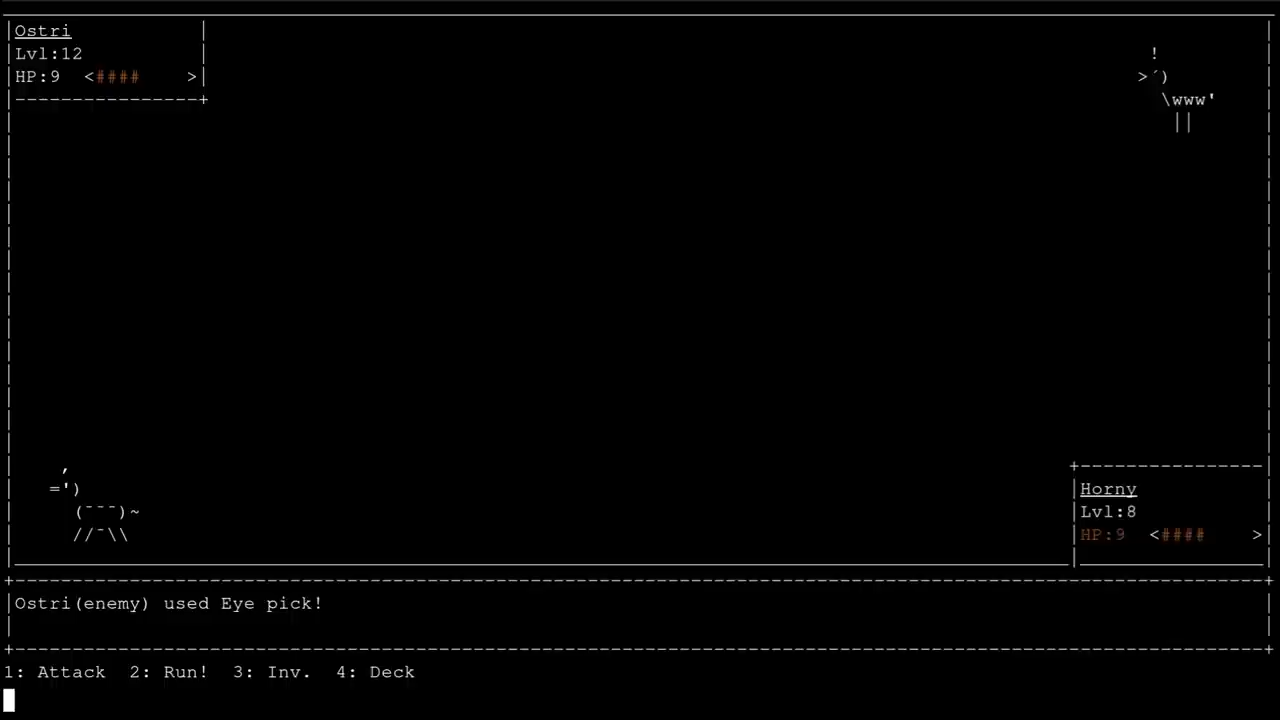 Ostri
Lvl:12
HP:9 <#### >
!
>´)
\www'
||
,
=')
(¯¯¯)~
//¯\\
Horny
Lvl:8
HP:9 <#### >
Ostri(enemy) used Eye pick!
1: Attack 2: Run! 3: Inv. 4: Deck